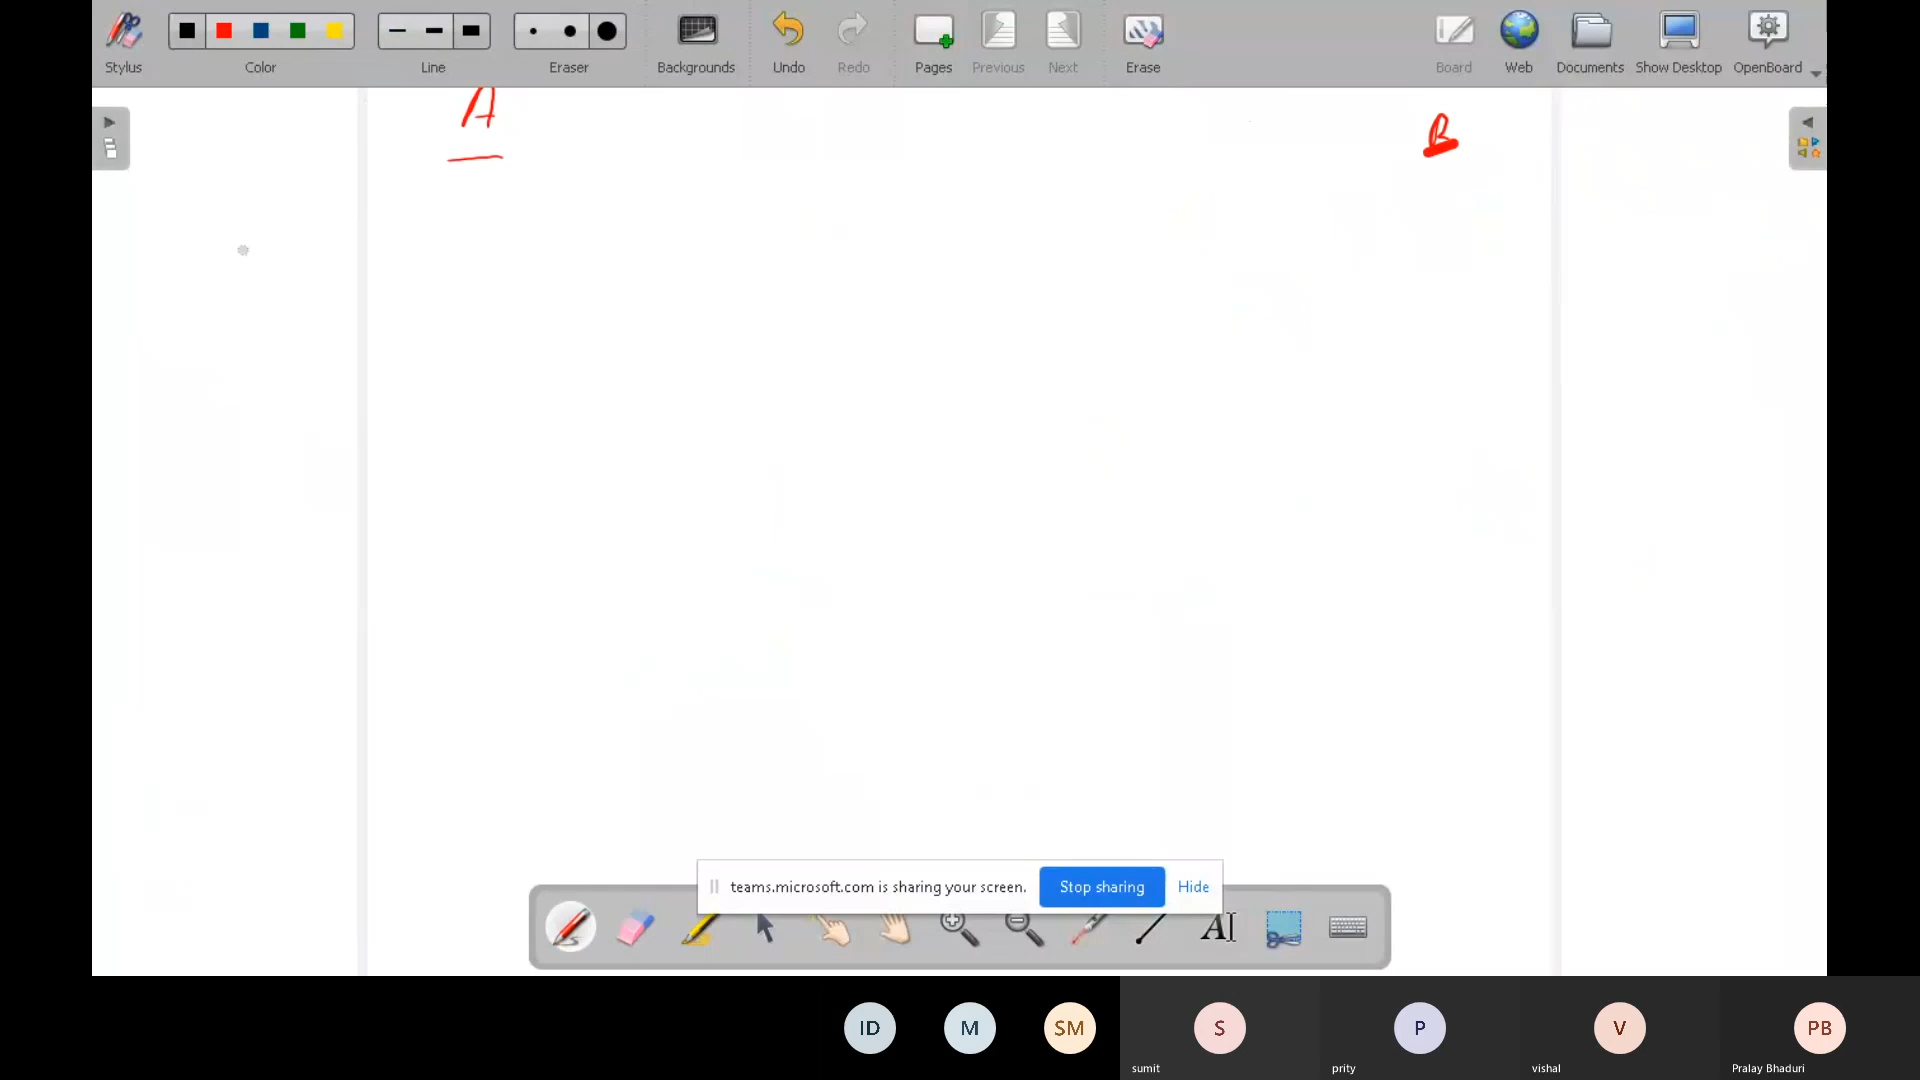 Stylus Color Line Eraser Backgrounds Undo Redo Pages Previous Next Erase Board Web Documents Show Desktop OpenBoard
A
B
teams.microsoft.com is sharing your screen. Stop sharing Hide
A
ID M SM S P V PB
sumit prity vishal Pralay Bhaduri